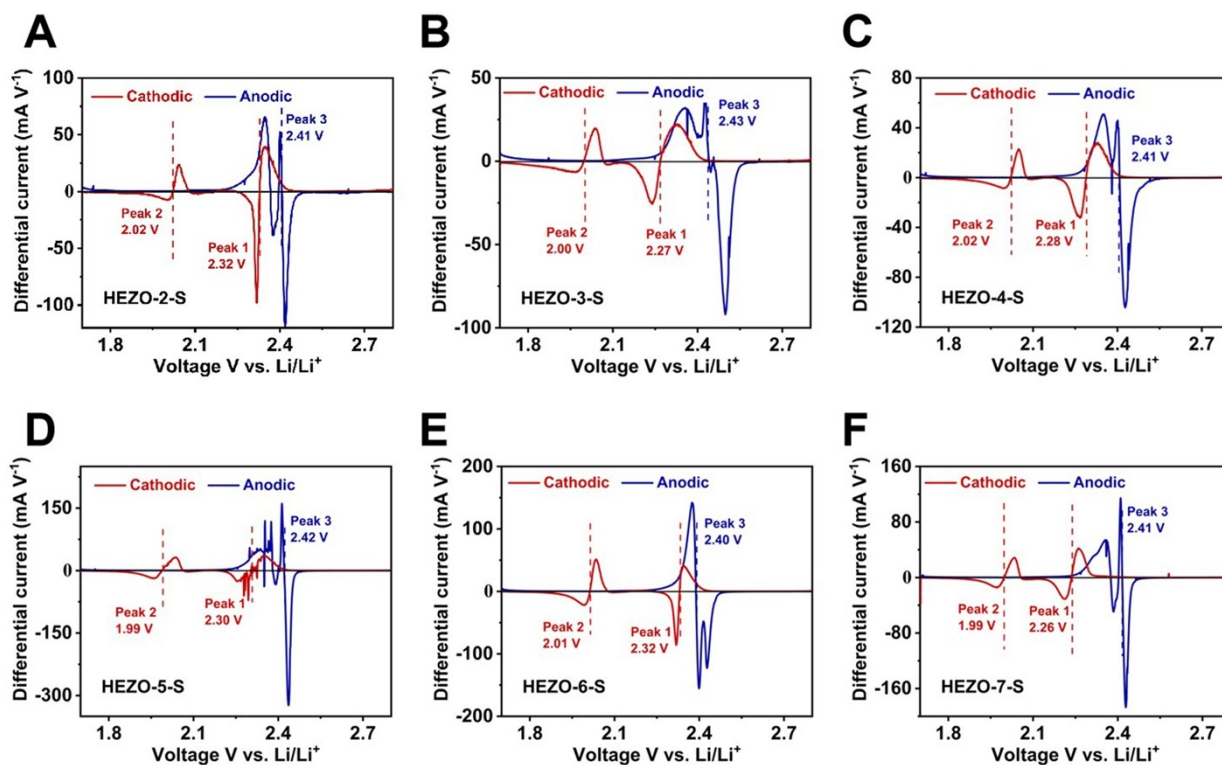 A
Differential current (mA V⁻¹)
100
50
0
-50
-100
Cathodic
Anodic
Peak 3
2.41 V
Peak 2
2.02 V
Peak 1
2.32 V
HEZO-2-S
1.8
2.1
2.4
2.7
Voltage V vs. Li/Li⁺
B
Differential current (mA V⁻¹)
50
0
-50
-100
Cathodic
Anodic
Peak 3
2.43 V
Peak 2
2.00 V
Peak 1
2.27 V
HEZO-3-S
1.8
2.1
2.4
2.7
Voltage V vs. Li/Li⁺
C
Differential current (mA V⁻¹)
80
40
0
-40
-80
-120
Cathodic
Anodic
Peak 3
2.41 V
Peak 2
2.02 V
Peak 1
2.28 V
HEZO-4-S
1.8
2.1
2.4
2.7
Voltage V vs. Li/Li⁺
D
Differential current (mA V⁻¹)
150
0
-150
-300
Cathodic
Anodic
Peak 3
2.42 V
Peak 2
1.99 V
Peak 1
2.30 V
HEZO-5-S
1.8
2.1
2.4
2.7
Voltage V vs. Li/Li⁺
E
Differential current (mA V⁻¹)
200
100
0
-100
-200
Cathodic
Anodic
Peak 3
2.40 V
Peak 2
2.01 V
Peak 1
2.32 V
HEZO-6-S
1.8
2.1
2.4
2.7
Voltage V vs. Li/Li⁺
F
Differential current (mA V⁻¹)
160
80
0
-80
-160
Cathodic
Anodic
Peak 3
2.41 V
Peak 2
1.99 V
Peak 1
2.26 V
HEZO-7-S
1.8
2.1
2.4
2.7
Voltage V vs. Li/Li⁺